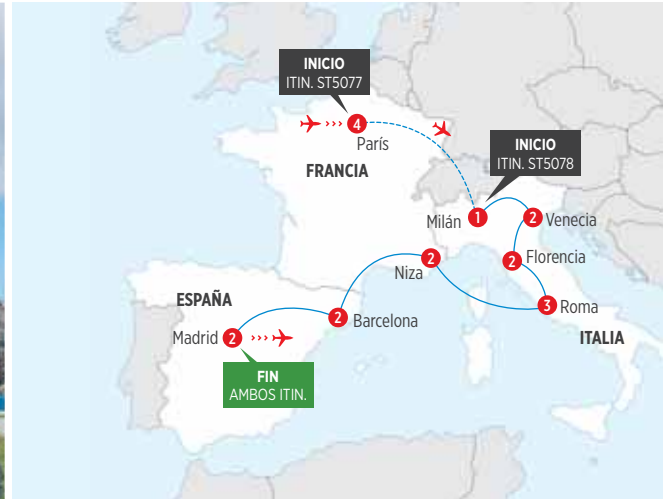 INICIO
ITIN. ST5077
4
París
FRANCIA
INICIO
ITIN. ST5078
Milán
1
2
Venecia
2
Florencia
Niza
2
3
Roma
ITALIA
ESPAÑA
Madrid
2
2
Barcelona
FIN
AMBOS ITIN.